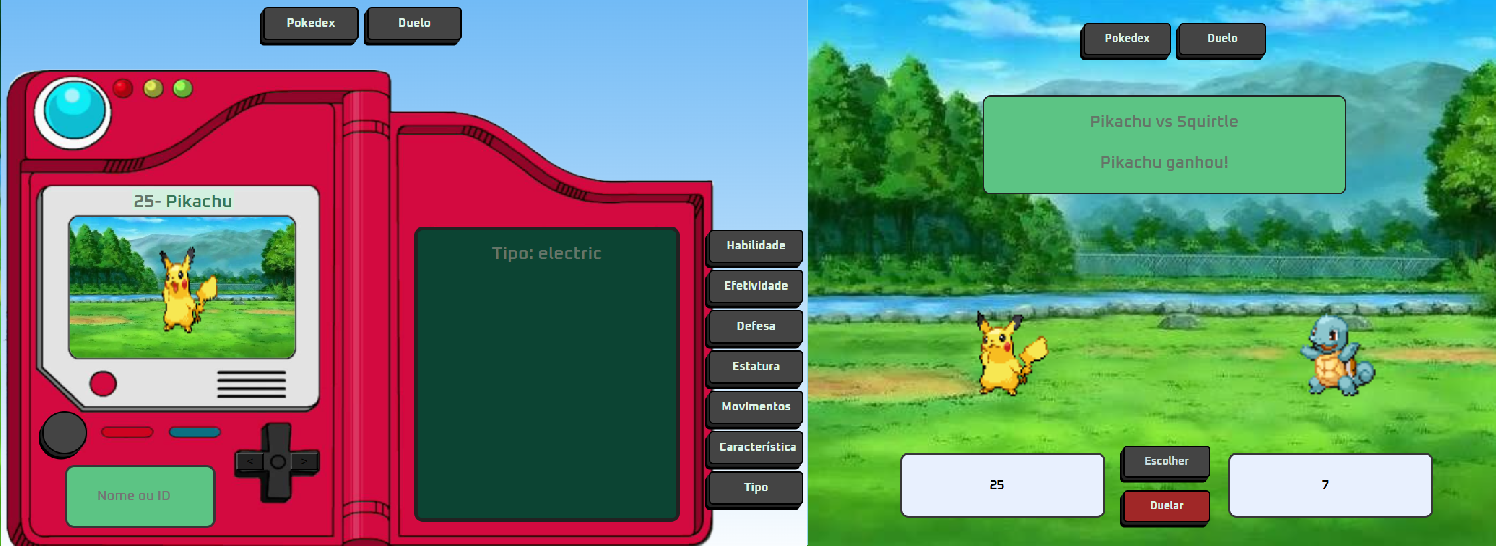 Pokedex
Duelo
25- Pikachu
Tipo: electric
Habilidade
Efetividade
Defesa
Estatura
Movimentos
Característica
Tipo
< >
Nome ou ID
Pokedex
Duelo
Pikachu vs Squirtle
Pikachu ganhou!
Escolher
25
7
Duelar